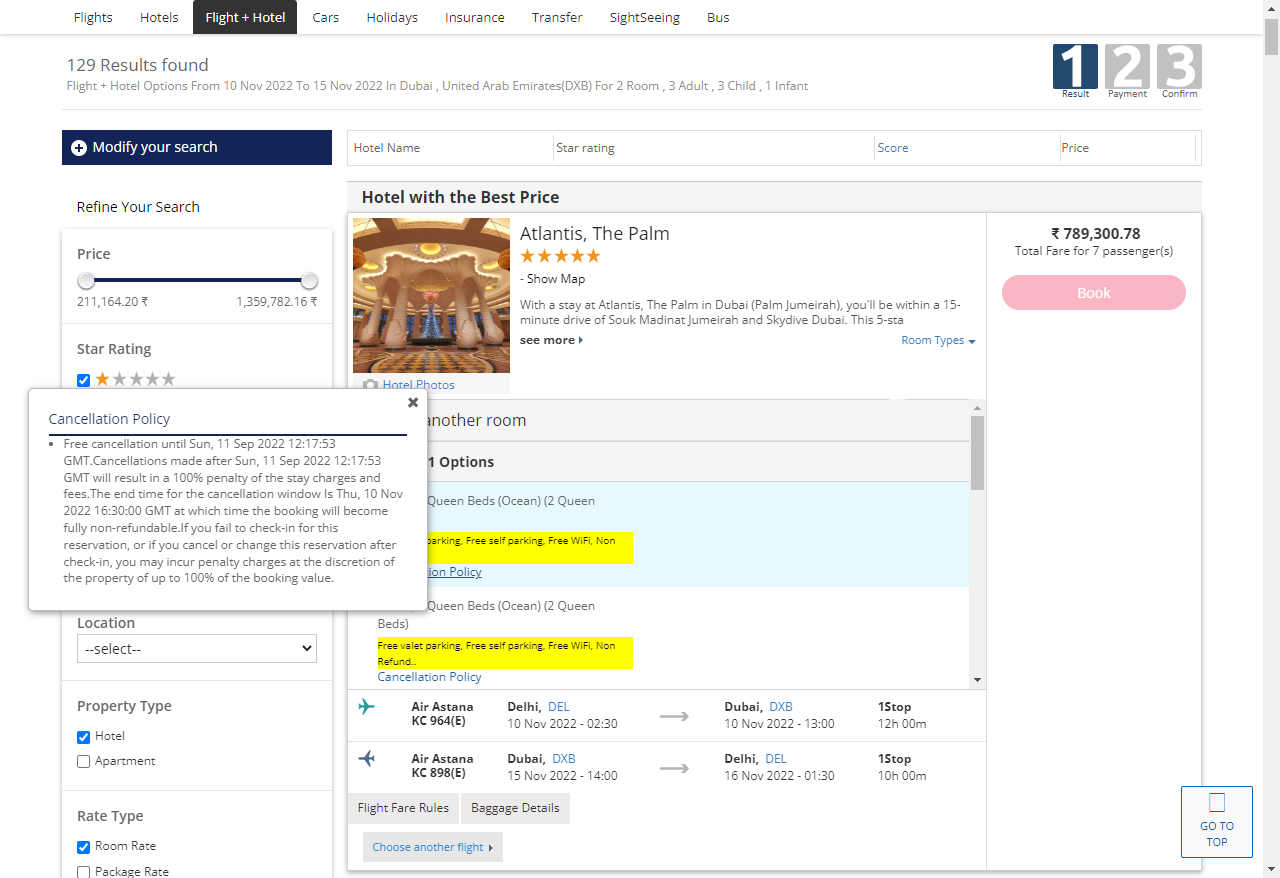 Flights Hotels Flight + Hotel Cars Holidays Insurance Transfer SightSeeing Bus
129 Results found
Flight + Hotel Options From 10 Nov 2022 To 15 Nov 2022 In Dubai , United Arab Emirates(DXB) For 2 Room , 3 Adult , 3 Child , 1 Infant
1 2 3
Result Payment Confirm
Modify your search
Hotel Name Star rating Score Price
Refine Your Search
Price
211,164.20 ₹ 1,359,782.16 ₹
Star Rating
Cancellation Policy
Free cancellation until Sun, 11 Sep 2022 12:17:53
GMT.Cancellations made after Sun, 11 Sep 2022 12:17:53
GMT will result in a 100% penalty of the stay charges and
fees.The end time for the cancellation window Is Thu, 10 Nov
2022 16:30:00 GMT at which time the booking will become
fully non-refundable.If you fail to check-in for this
reservation, or if you cancel or change this reservation after
check-in, you may incur penalty charges at the discretion of
the property of up to 100% of the booking value.
Location
--select--
Property Type
Hotel
Apartment
Rate Type
Room Rate
Package Rate
Hotel with the Best Price
Atlantis, The Palm
- Show Map
With a stay at Atlantis, The Palm in Dubai (Palm Jumeirah), you'll be within a 15-
minute drive of Souk Madinat Jumeirah and Skydive Dubai. This 5-sta
see more Room Types
Hotel Photos
₹ 789,300.78
Total Fare for 7 passenger(s)
Book
another room
1 Options
Queen Beds (Ocean) (2 Queen
parking, Free self parking, Free WiFi, Non
ion Policy
Queen Beds (Ocean) (2 Queen
Beds)
Free valet parking, Free self parking, Free WiFi, Non
Refund..
Cancellation Policy
Air Astana Delhi, DEL Dubai, DXB 1Stop
KC 964(E) 10 Nov 2022 - 02:30 10 Nov 2022 - 13:00 12h 00m
Air Astana Dubai, DXB Delhi, DEL 1Stop
KC 898(E) 15 Nov 2022 - 14:00 16 Nov 2022 - 01:30 10h 00m
Flight Fare Rules Baggage Details
Choose another flight
GO TO
TOP